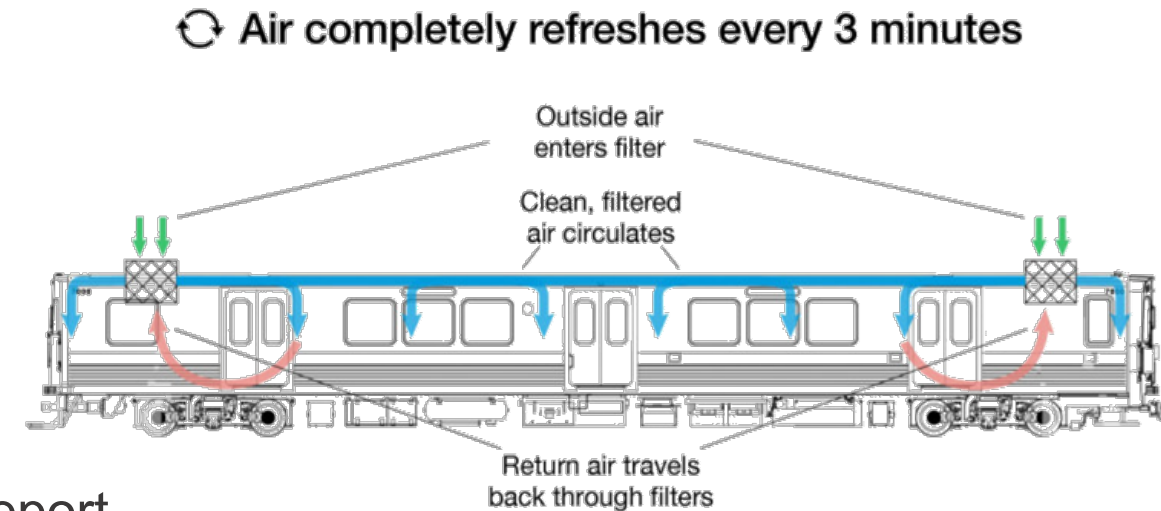 Air completely refreshes every 3 minutes
Outside air
enters filter
Clean, filtered
air circulates
Return air travels
back through filters